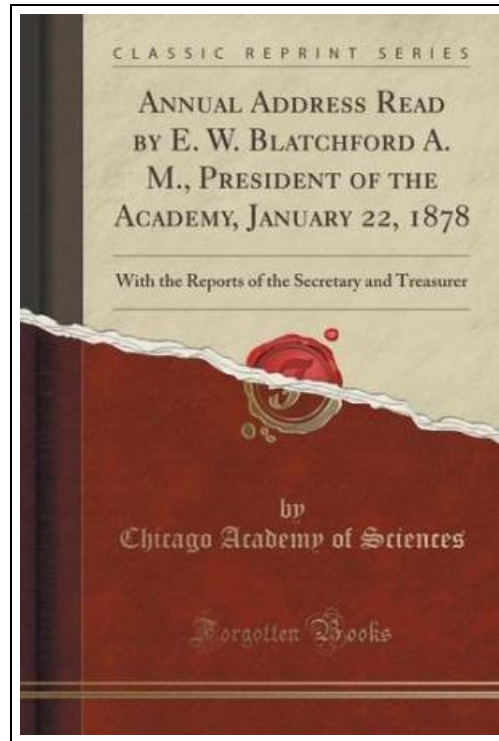 CLASSIC REPRINT SERIES
ANNUAL ADDRESS READ
BY E. W. BLATCHFORD A.
M., PRESIDENT OF THE
ACADEMY, JANUARY 22, 1878
With the Reports of the Secretary and Treasurer
by
Chicago Academy of Sciences
Forgotten Books